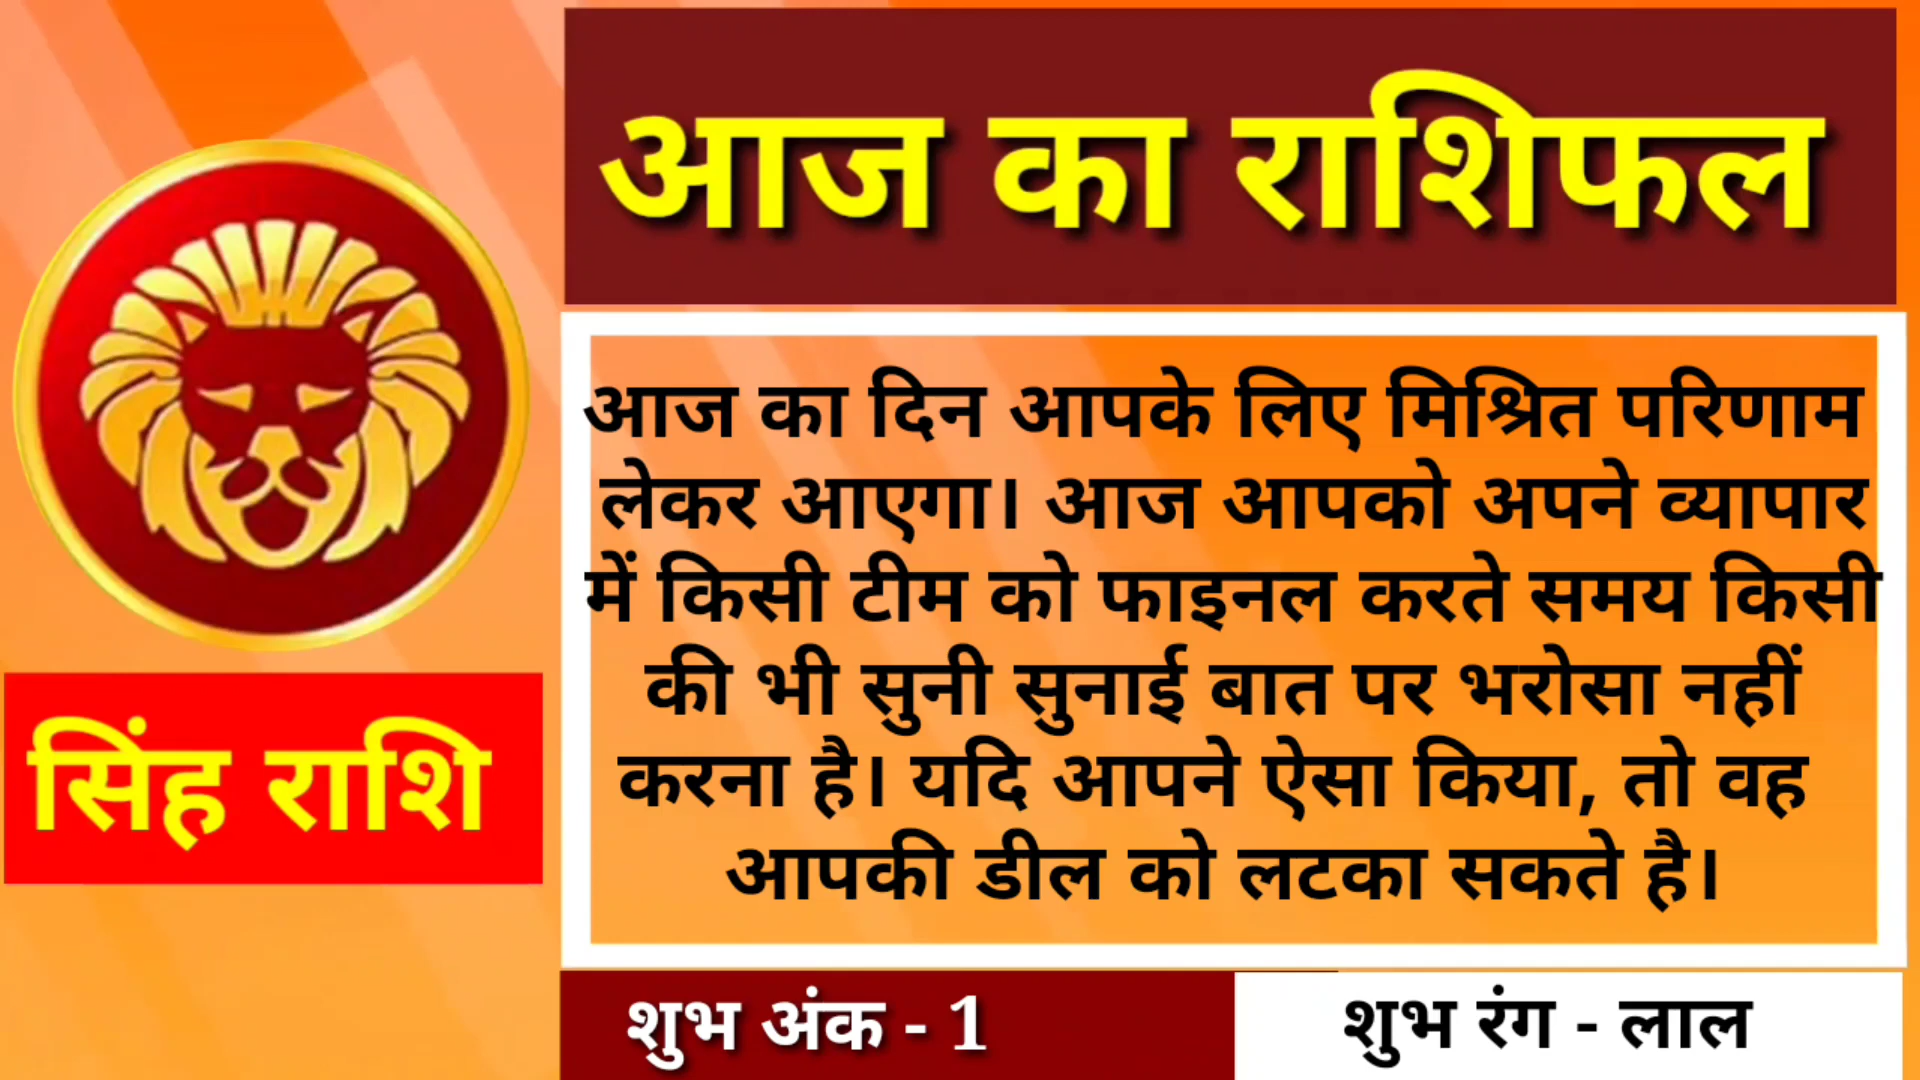 आज का राशिफल
सिंह राशि
आज का दिन आपके लिए मिश्रित परिणाम
लेकर आएगा। आज आपको अपने व्यापार
में किसी टीम को फाइनल करते समय किसी
की भी सुनी सुनाई बात पर भरोसा नहीं
करना है। यदि आपने ऐसा किया, तो वह
आपकी डील को लटका सकते है।
शुभ अंक - 1
शुभ रंग - लाल